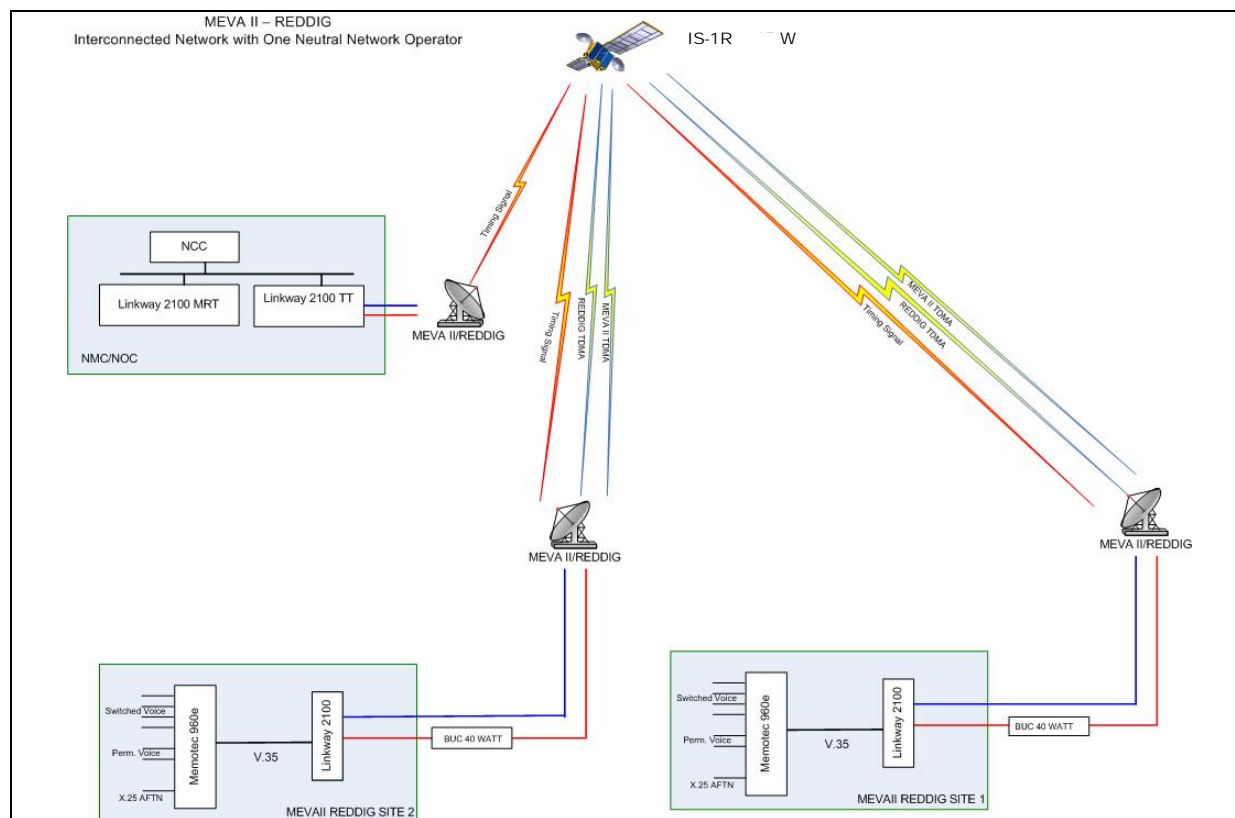 MEVA II – REDDIG
Interconnected Network with One Neutral Network Operator
IS-1R W
Timing Signal
Timing Signal
REDDIG TDMA
MEVA II TDMA
MEVA II TDMA
REDDIG TDMA
Timing Signal
NCC
Linkway 2100 MRT
Linkway 2100 TT
NMC/NOC
MEVA II/REDDIG
MEVA II/REDDIG
MEVA II/REDDIG
Switched Voice
Perm. Voice
X.25 AFTN
Memotec 960e
V.35
Linkway 2100
BUC 40 WATT
MEVAII REDDIG SITE 2
Switched Voice
Perm. Voice
X.25 AFTN
Memotec 960e
V.35
Linkway 2100
BUC 40 WATT
MEVAII REDDIG SITE 1